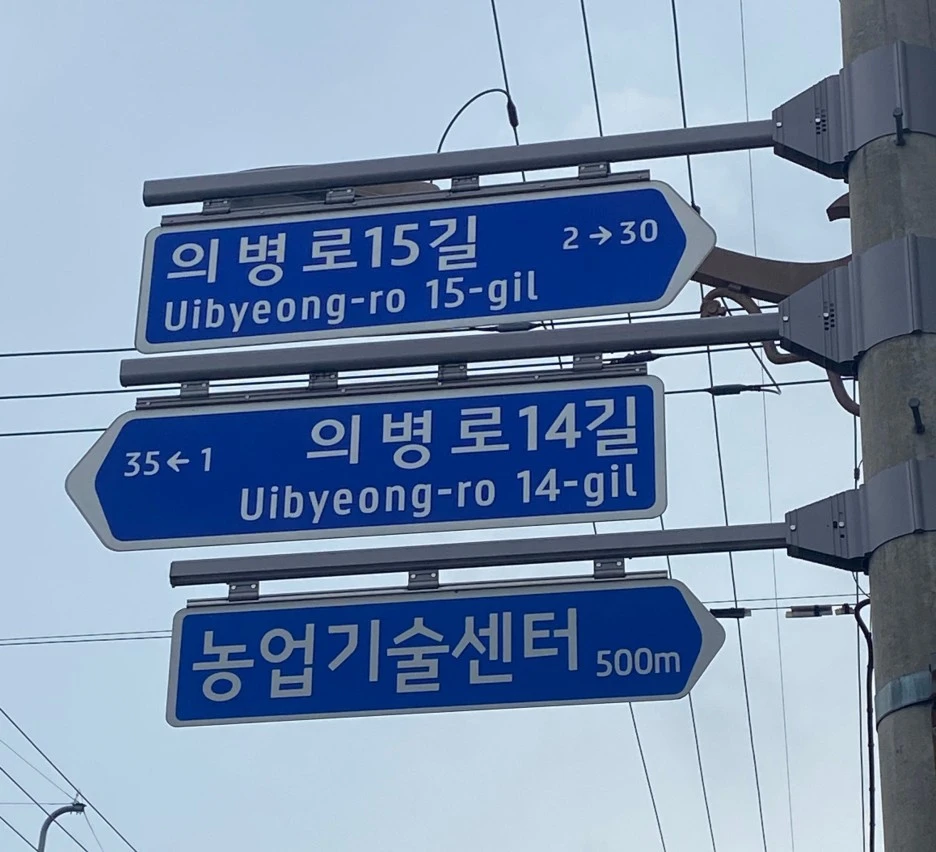 의병로15길 2→30
Uibyeong-ro 15-gil
35←1 의병로14길
Uibyeong-ro 14-gil
농업기술센터 500m